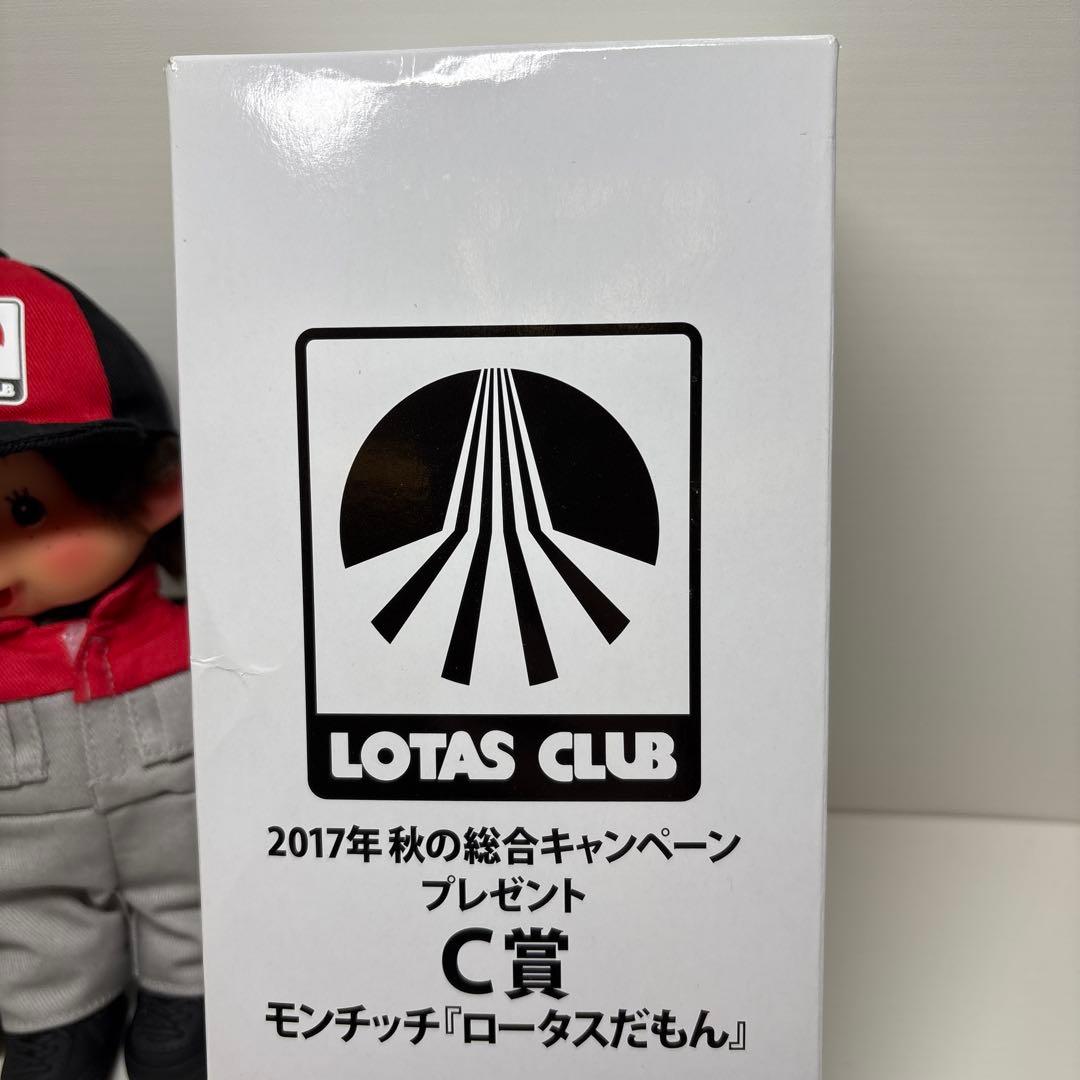 LOTAS CLUB
2017年 秋の総合キャンペーン
プレゼント
C賞
モンチッチ『ロータスだもん』